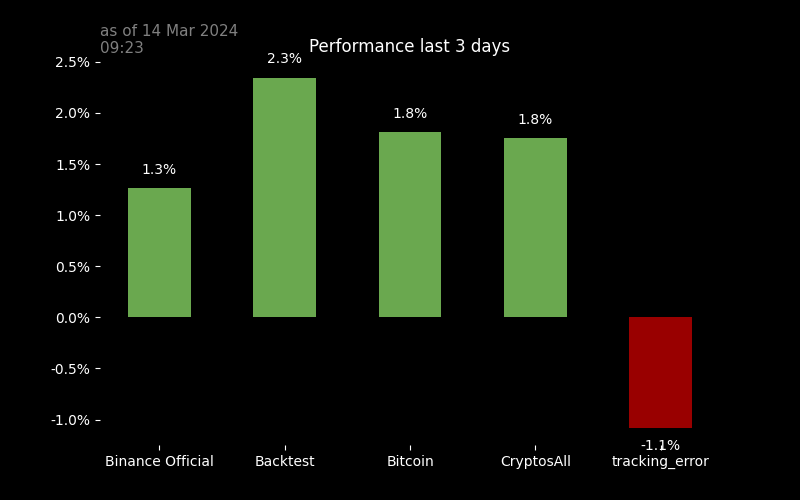 as of 14 Mar 2024
09:23
Performance last 3 days
2.5%
2.0%
1.5%
1.0%
0.5%
0.0%
-0.5%
-1.0%
1.3%
2.3%
1.8%
1.8%
-1.1%
Binance Official
Backtest
Bitcoin
CryptosAll
tracking_error